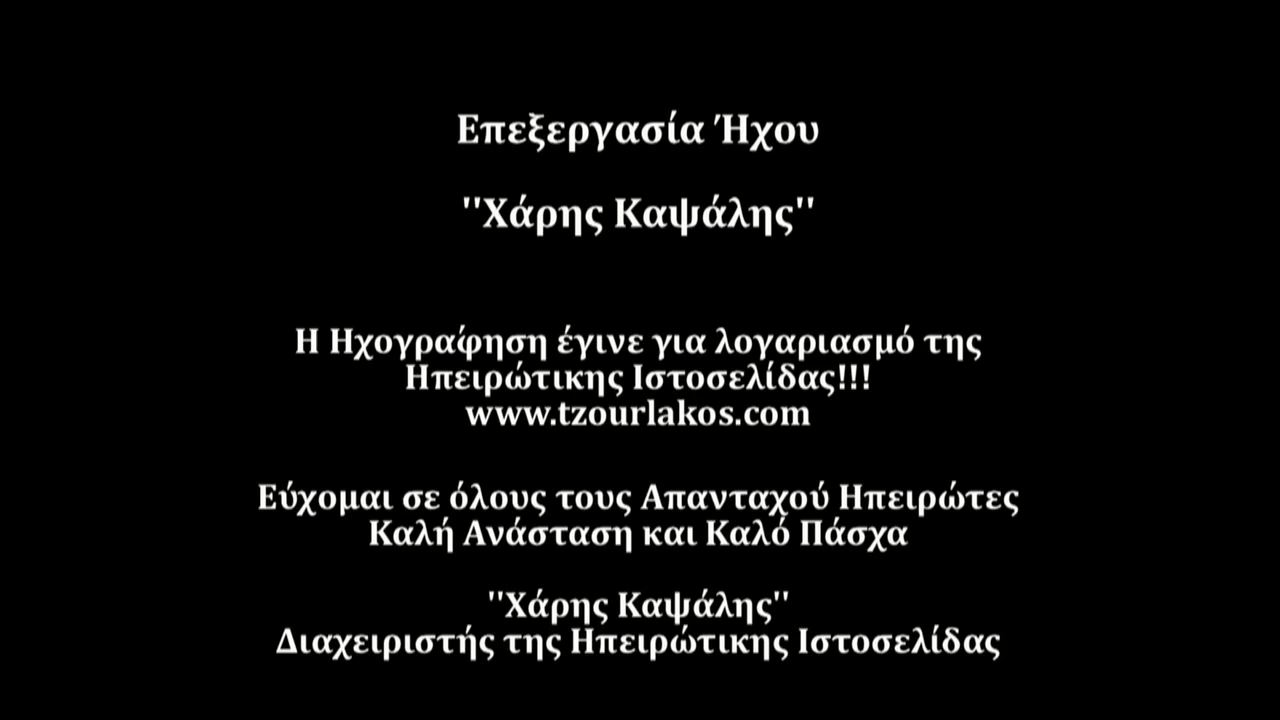 Επεξεργασία Ήχου
''Χάρης Καψάλης''
Η Ηχογράφηση έγινε για λογαριασμό της
Ηπειρώτικης Ιστοσελίδας!!!
www.tzourlakos.com
Εύχομαι σε όλους τους Απανταχού Ηπειρώτες
Καλή Ανάσταση και Καλό Πάσχα
''Χάρης Καψάλης''
Διαχειριστής της Ηπειρώτικης Ιστοσελίδας